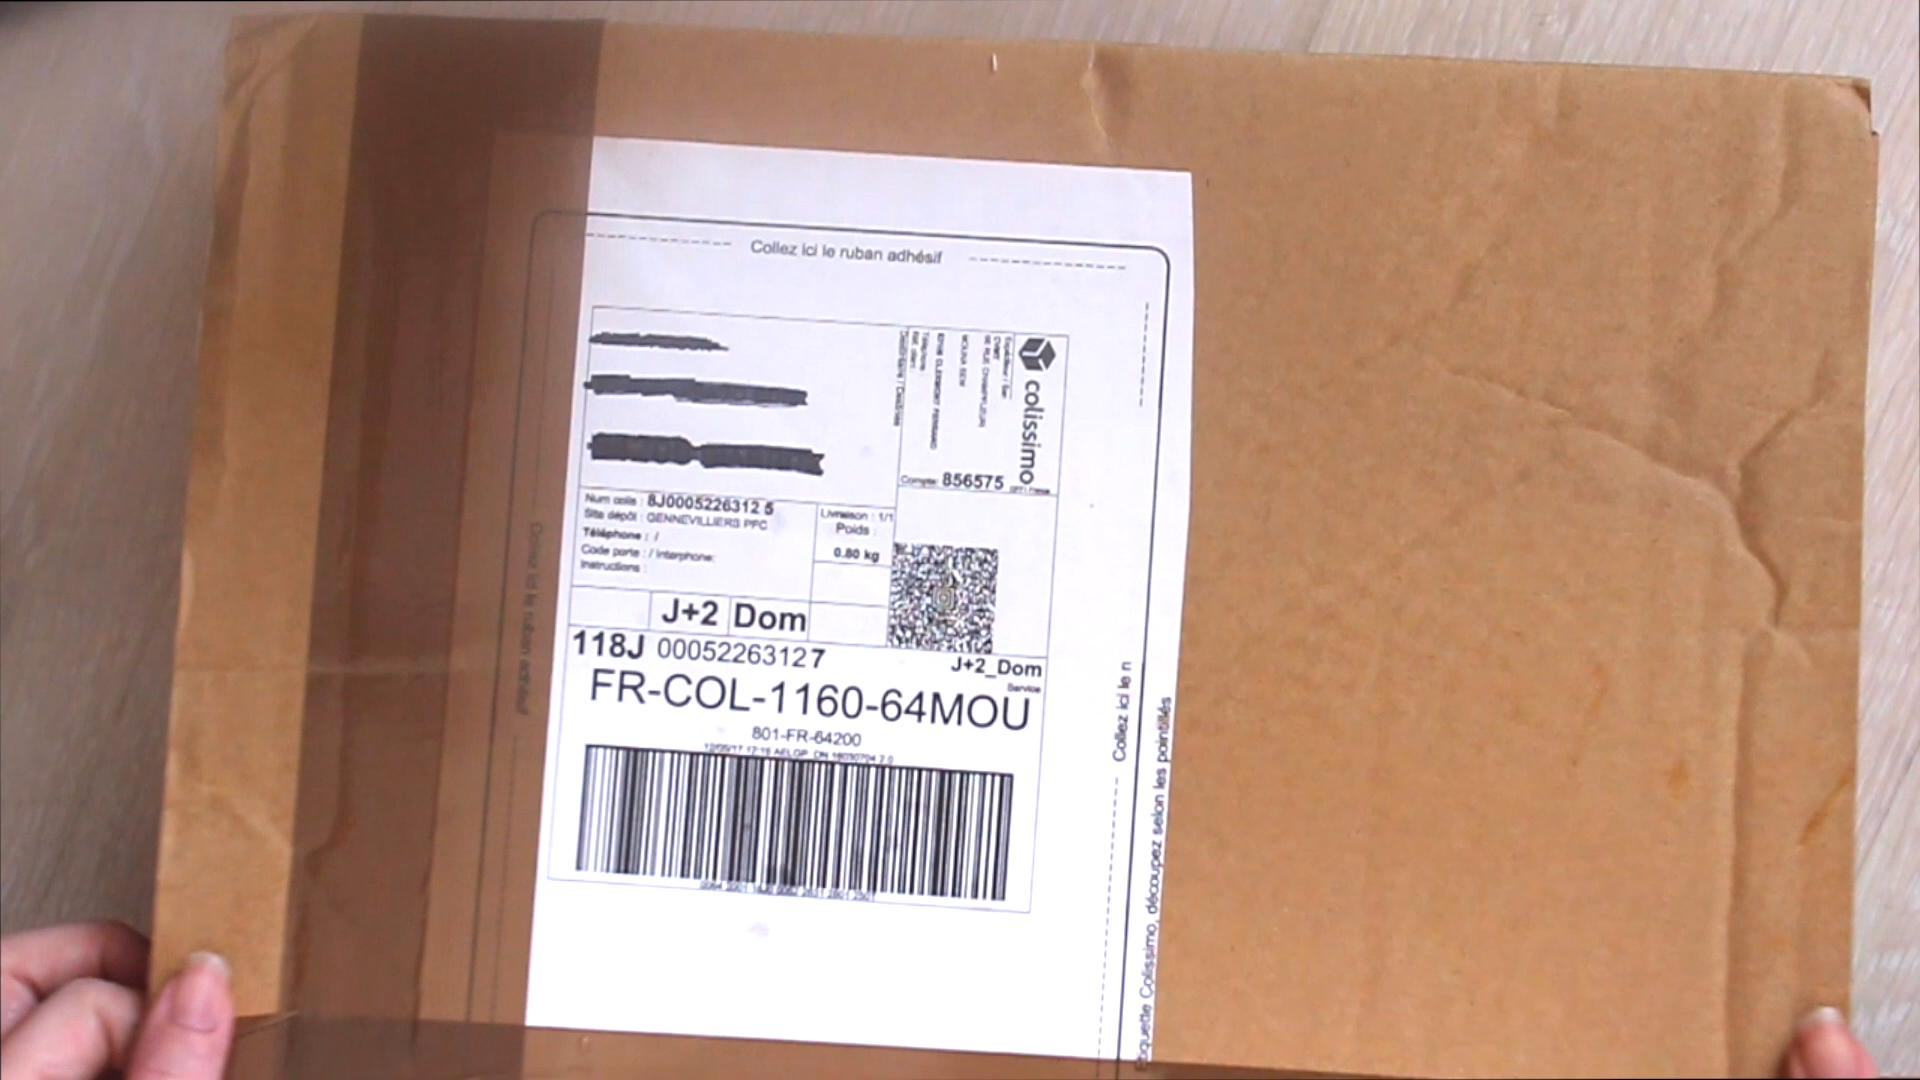 Collez ici le ruban adhésif
colissimo
Compte: 856575
Num colis : 8J0005226312 5
Site dépôt : GENNEVILLIERS PFC
Téléphone : /
Code porte : / Interphone:
Instructions :
Livraison : 1/1
Poids :
0.80 kg
J+2 Dom
118J 00052263127
J+2_Dom
Service
FR-COL-1160-64MOU
801-FR-64200
Collez ici le ruban adhésif
Collez ici le r
Étiquette Colissimo, découpez selon les pointillés